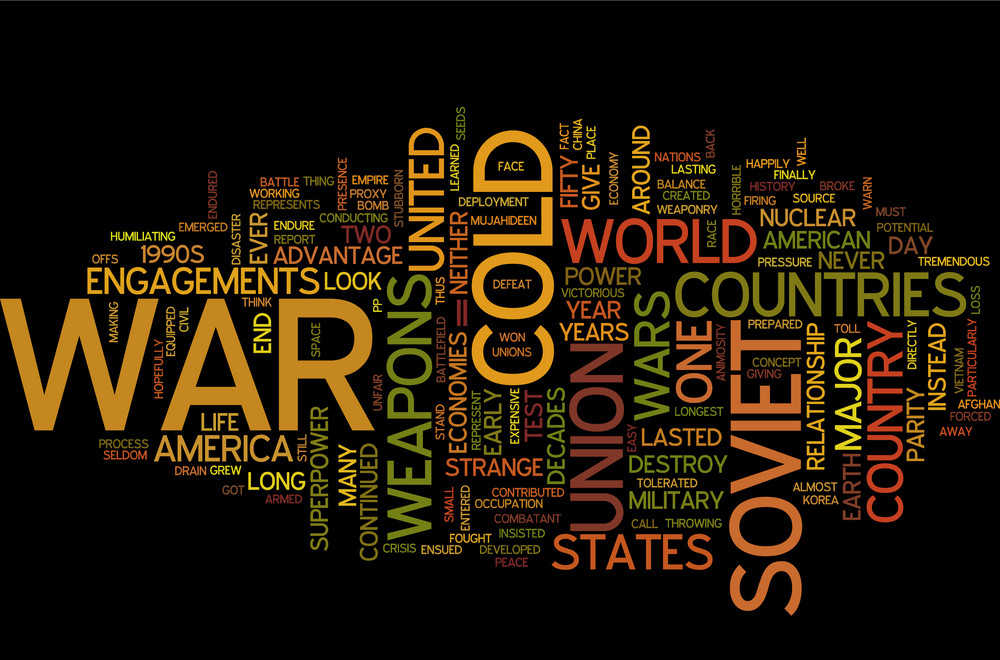 WAR
COLD
SOVIET
UNION
WORLD
COUNTRIES
WEAPONS
UNITED
STATES
WARS
COUNTRY
AMERICA
ENGAGEMENTS
ONE
MAJOR
MILITARY
DESTROY
STRANGE
ECONOMIES
NEITHER
=
SUPERPOWER
CONTINUED
MANY
LONG
LIFE
STILL
PROCESS
SELDOM
DRAIN
GREW
GOT
ARMED
HOPEFULLY
EQUIPPED
CIVIL
MAKING
OFFS
1990S
HUMILIATING
EMERGED
ENDURED
DISASTER
EVER
BATTLE
THING
WORKING
REPRESENTS
ENDURE
REPORT
ADVANTAGE
TWO
CONDUCTING
PRESENCE
EMPIRE
PROXY
BOMB
STUBBORN
LOOK
THINK
END
SPACE
PP
UNFAIR
THUS
BATTLEFIELD
STAND
LEARNED
SEEDS
DEPLOYMENT
MUJAHIDEEN
FACE
DEFEAT
WON
UNIONS
REPRESENT
EARLY
EXPENSIVE
TEST
DECADES
SMALL
ENTERED
CONTRIBUTED
OCCUPATION
COMBATANT
INSISTED
FOUGHT
DEVELOPED
PEACE
ENSUED
CRISIS
FIFTY
FACT
CHINA
PLACE
GIVE
ECONOMY
AROUND
NATIONS
LASTING
BALANCE
CREATED
WEAPONRY
RACE
BACK
HORRIBLE
HAPPILY
FINALLY
WELL
HISTORY
BROKE
FIRING
SOURCE
WARN
NUCLEAR
AMERICAN
PRESSURE
NEVER
MUST
POTENTIAL
DAY
TREMENDOUS
POWER
VICTORIOUS
YEAR
YEARS
LONGEST
ANIMOSITY
PREPARED
CONCEPT
GIVING
RELATIONSHIP
TOLL
LASTED
EASY
TOLERATED
CALL
THROWING
ALMOST
KOREA
EARTH
PARITY
DIRECTLY
INSTEAD
VIETNAM
PARTICULARLY
LOSS
AFGHAN
FORCED
AWAY